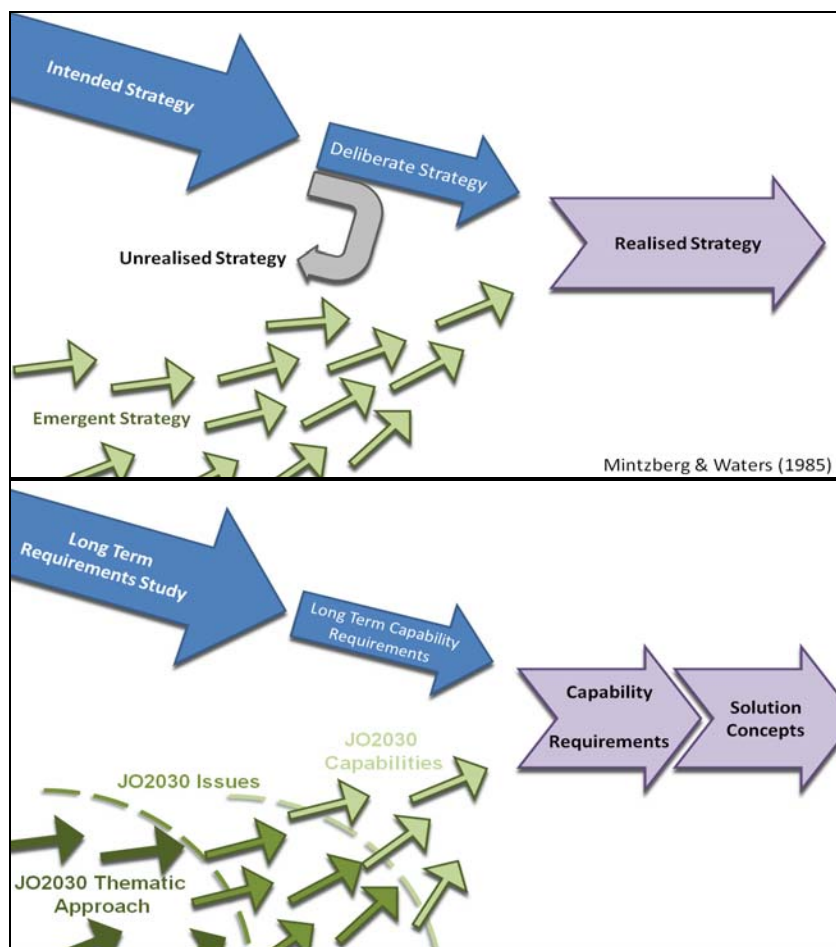 Intended Strategy
Deliberate Strategy
Unrealised Strategy
Realised Strategy
Emergent Strategy
Mintzberg & Waters (1985)
Long Term
Requirements Study
Long Term Capability
Requirements
Capability
Requirements
Solution
Concepts
JO2030
Capabilities
JO2030 Issues
JO2030 Thematic
Approach